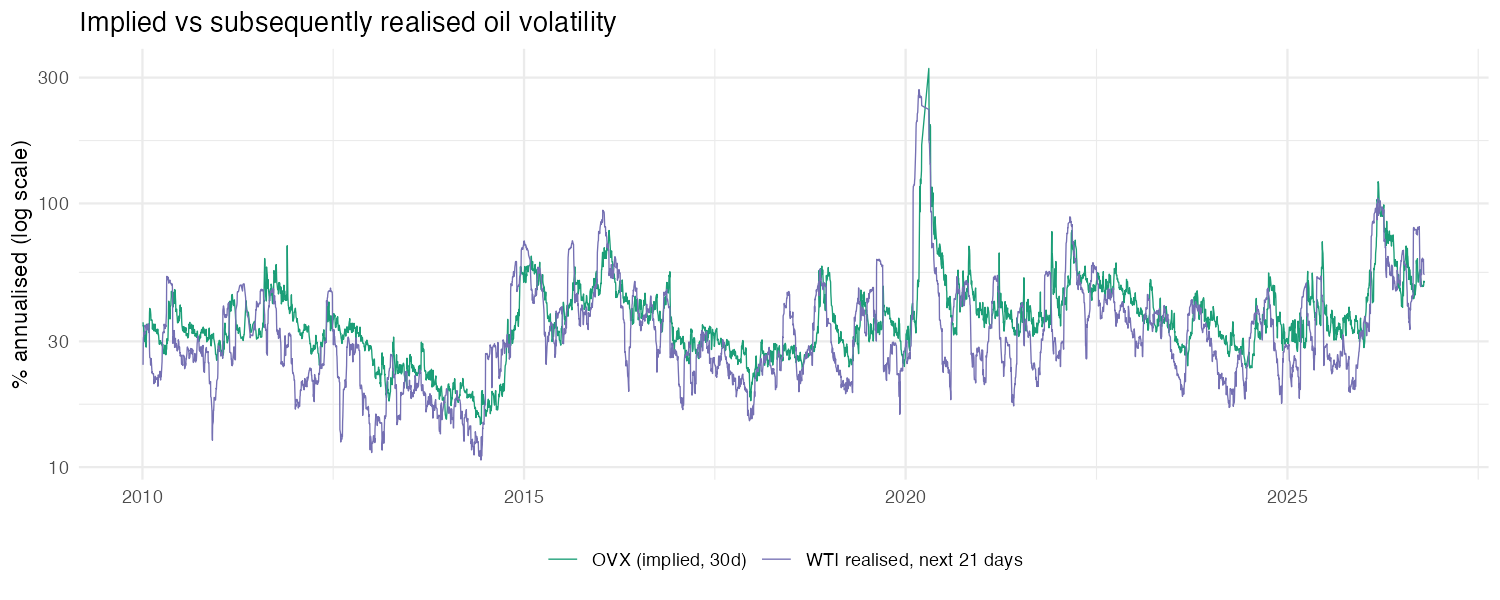 Implied vs subsequently realised oil volatility
% annualised (log scale)
300
100
30
10
2010
2015
2020
2025
OVX (implied, 30d)
WTI realised, next 21 days